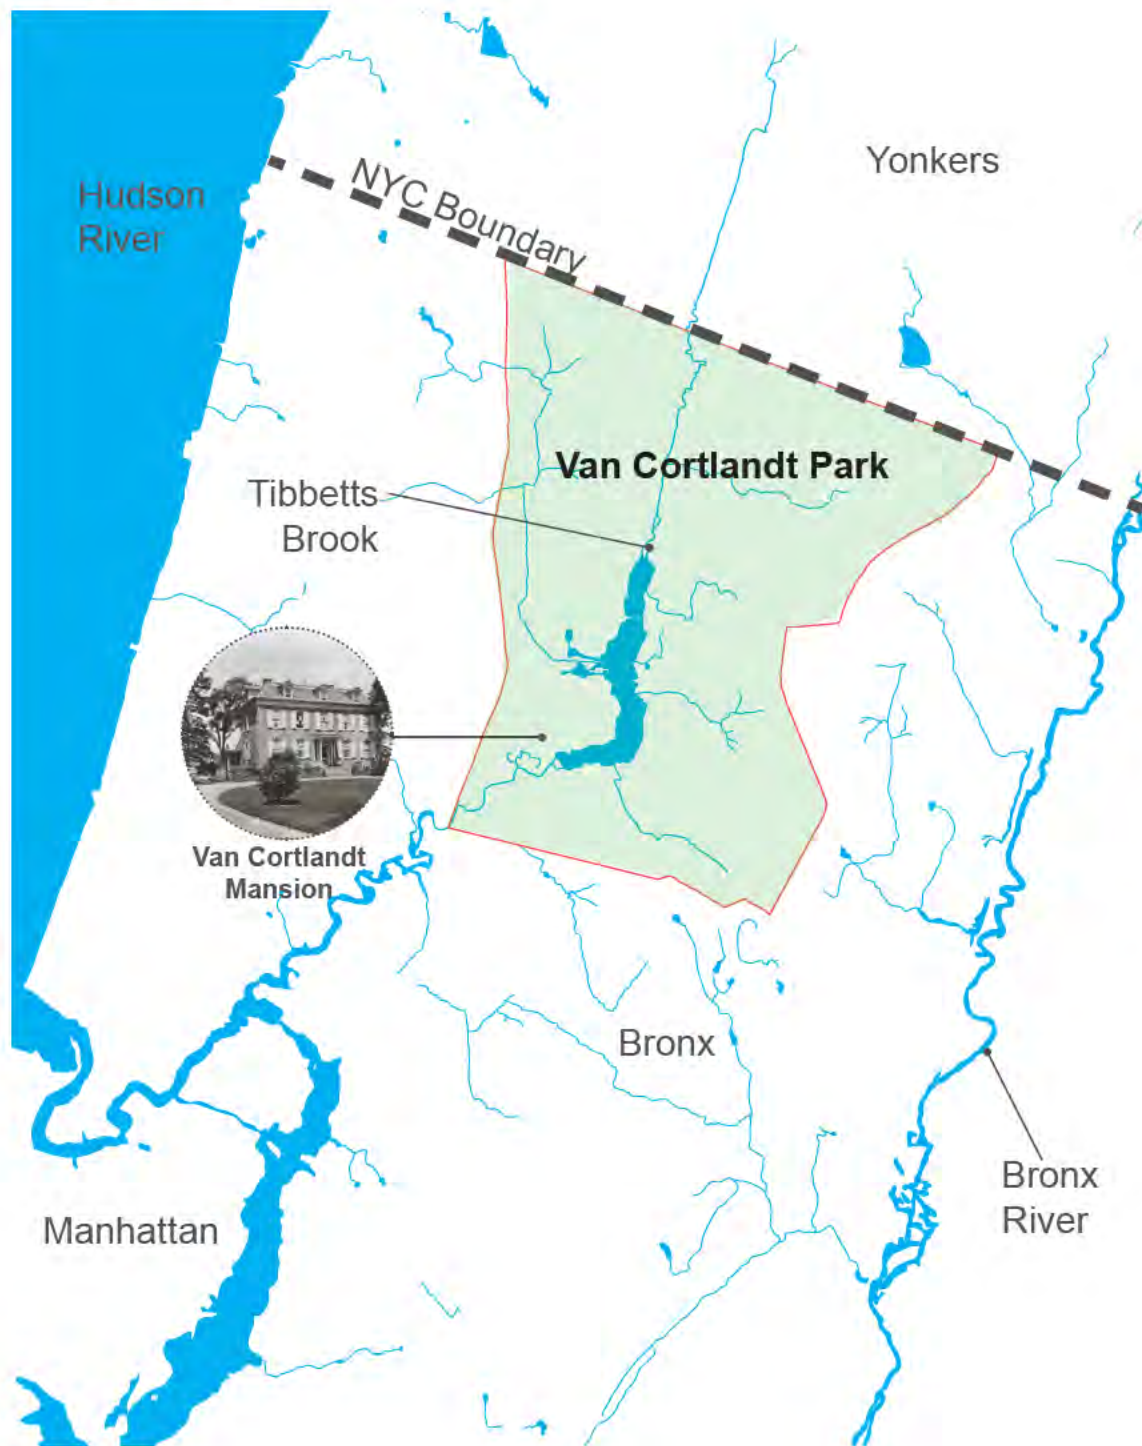 Yonkers
NYC Boundary
Hudson
River
Van Cortlandt Park
Tibbetts
Brook
Van Cortlandt
Mansion
Bronx
Bronx
River
Manhattan